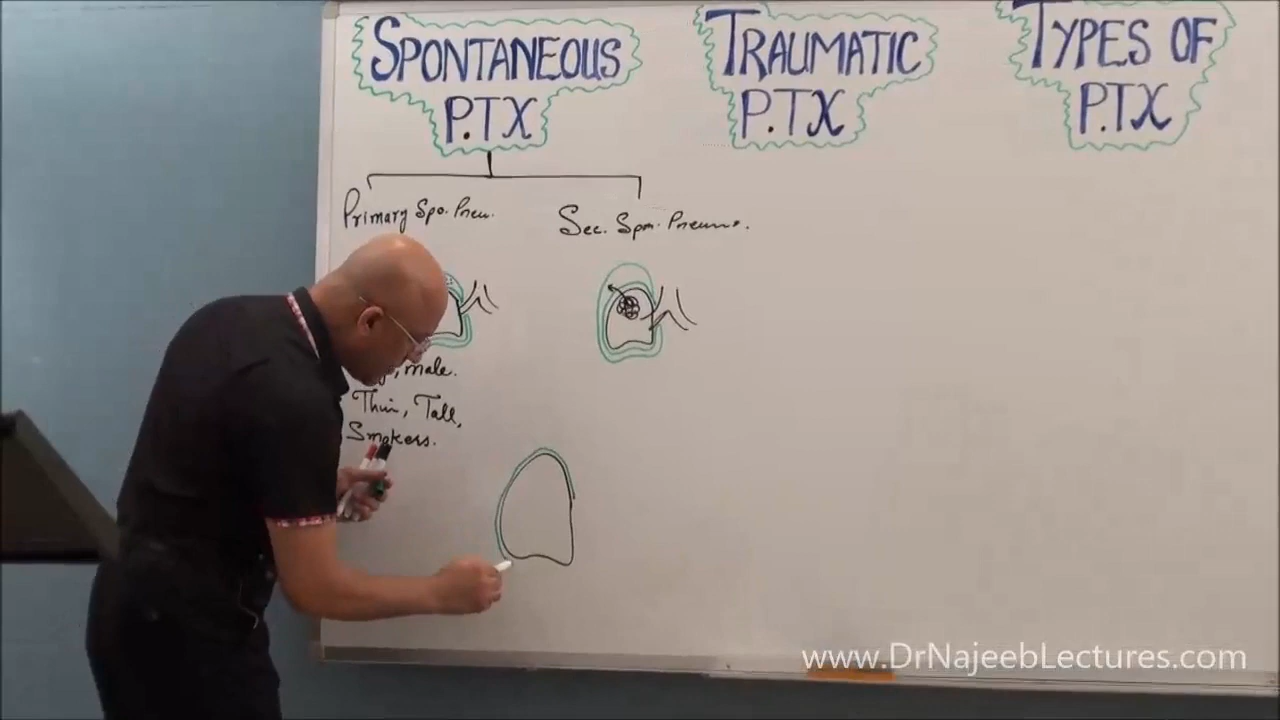 SPONTANEOUS
P.TX
TRAUMATIC
P.TX
TYPES OF
P.TX
Primary Spo. Pneu.
Sec. Spon. Pneumo.
, male.
Thin, Tall,
Smokers.
www.DrNajeebLectures.com